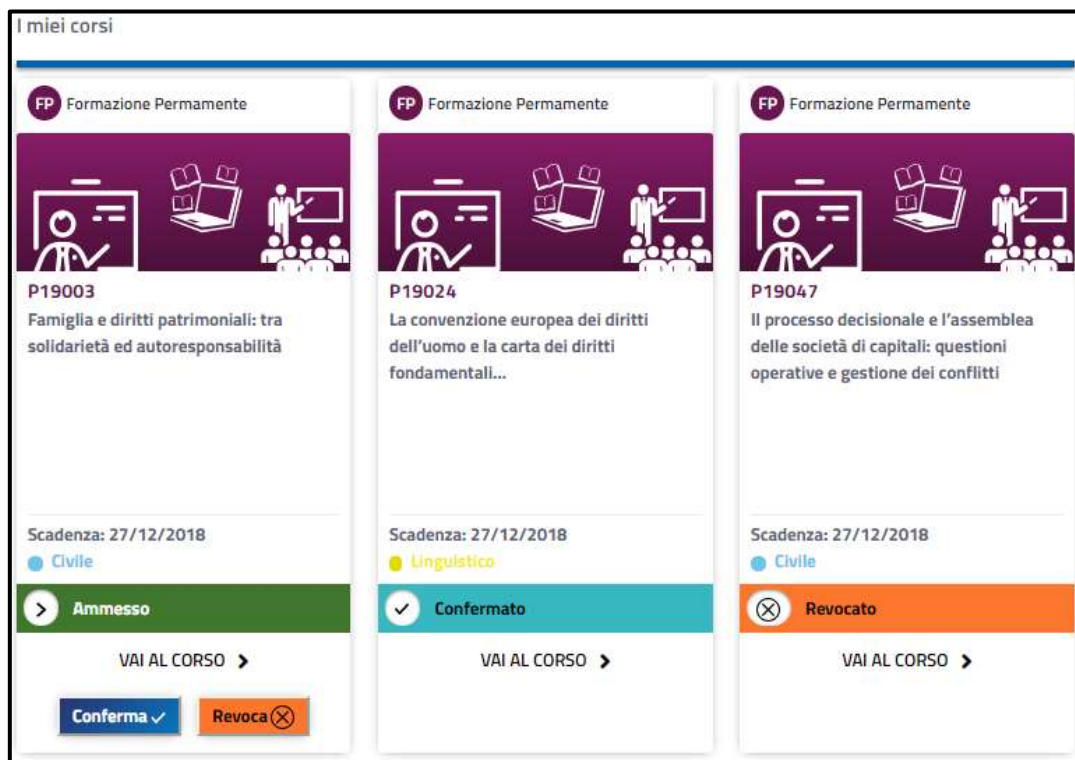 I miei corsi
FP Formazione Permamente
P19003
Famiglia e diritti patrimoniali: tra
solidarietà ed autoresponsabilità
Scadenza: 27/12/2018
Civile
Ammesso
VAI AL CORSO
Conferma
Revoca
FP Formazione Permamente
P19024
La convenzione europea dei diritti
dell'uomo e la carta dei diritti
fondamentali...
Scadenza: 27/12/2018
Linguistico
Confermato
VAI AL CORSO
FP Formazione Permamente
P19047
Il processo decisionale e l'assemblea
delle società di capitali: questioni
operative e gestione dei conflitti
Scadenza: 27/12/2018
Civile
Revocato
VAI AL CORSO